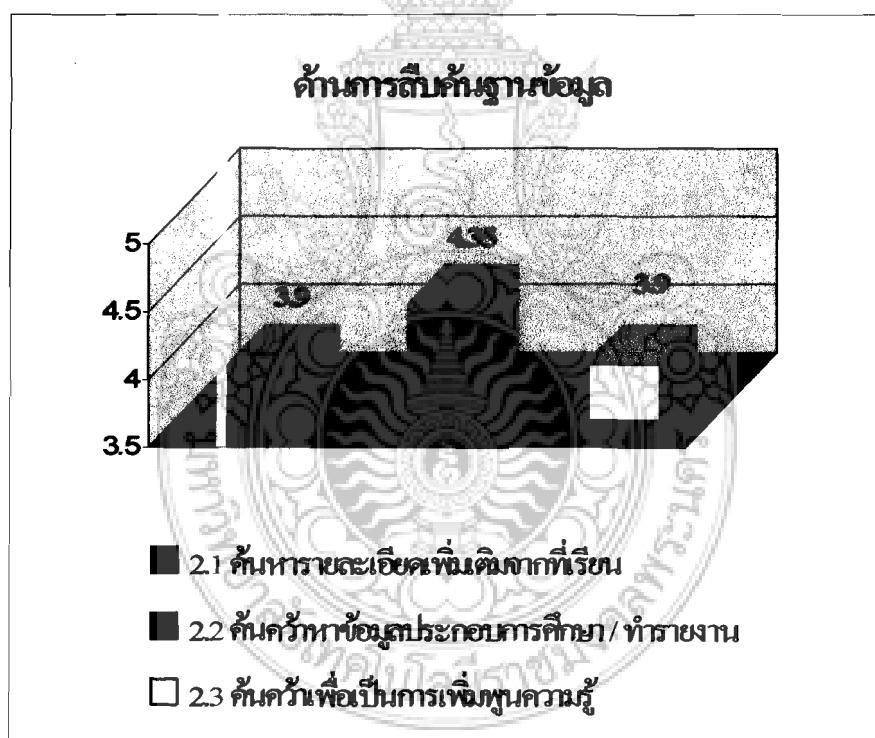 ด้านการสืบค้นฐานข้อมูล
5
4.5
4
3.5
3.9
4.38
3.9
2.1 ค้นหารายละเอียดเพิ่มเติมจากที่เรียน
2.2 ค้นคว้าหาข้อมูลประกอบการศึกษา / ทำรายงาน
2.3 ค้นคว้าเพื่อเป็นการเพิ่มพูนความรู้